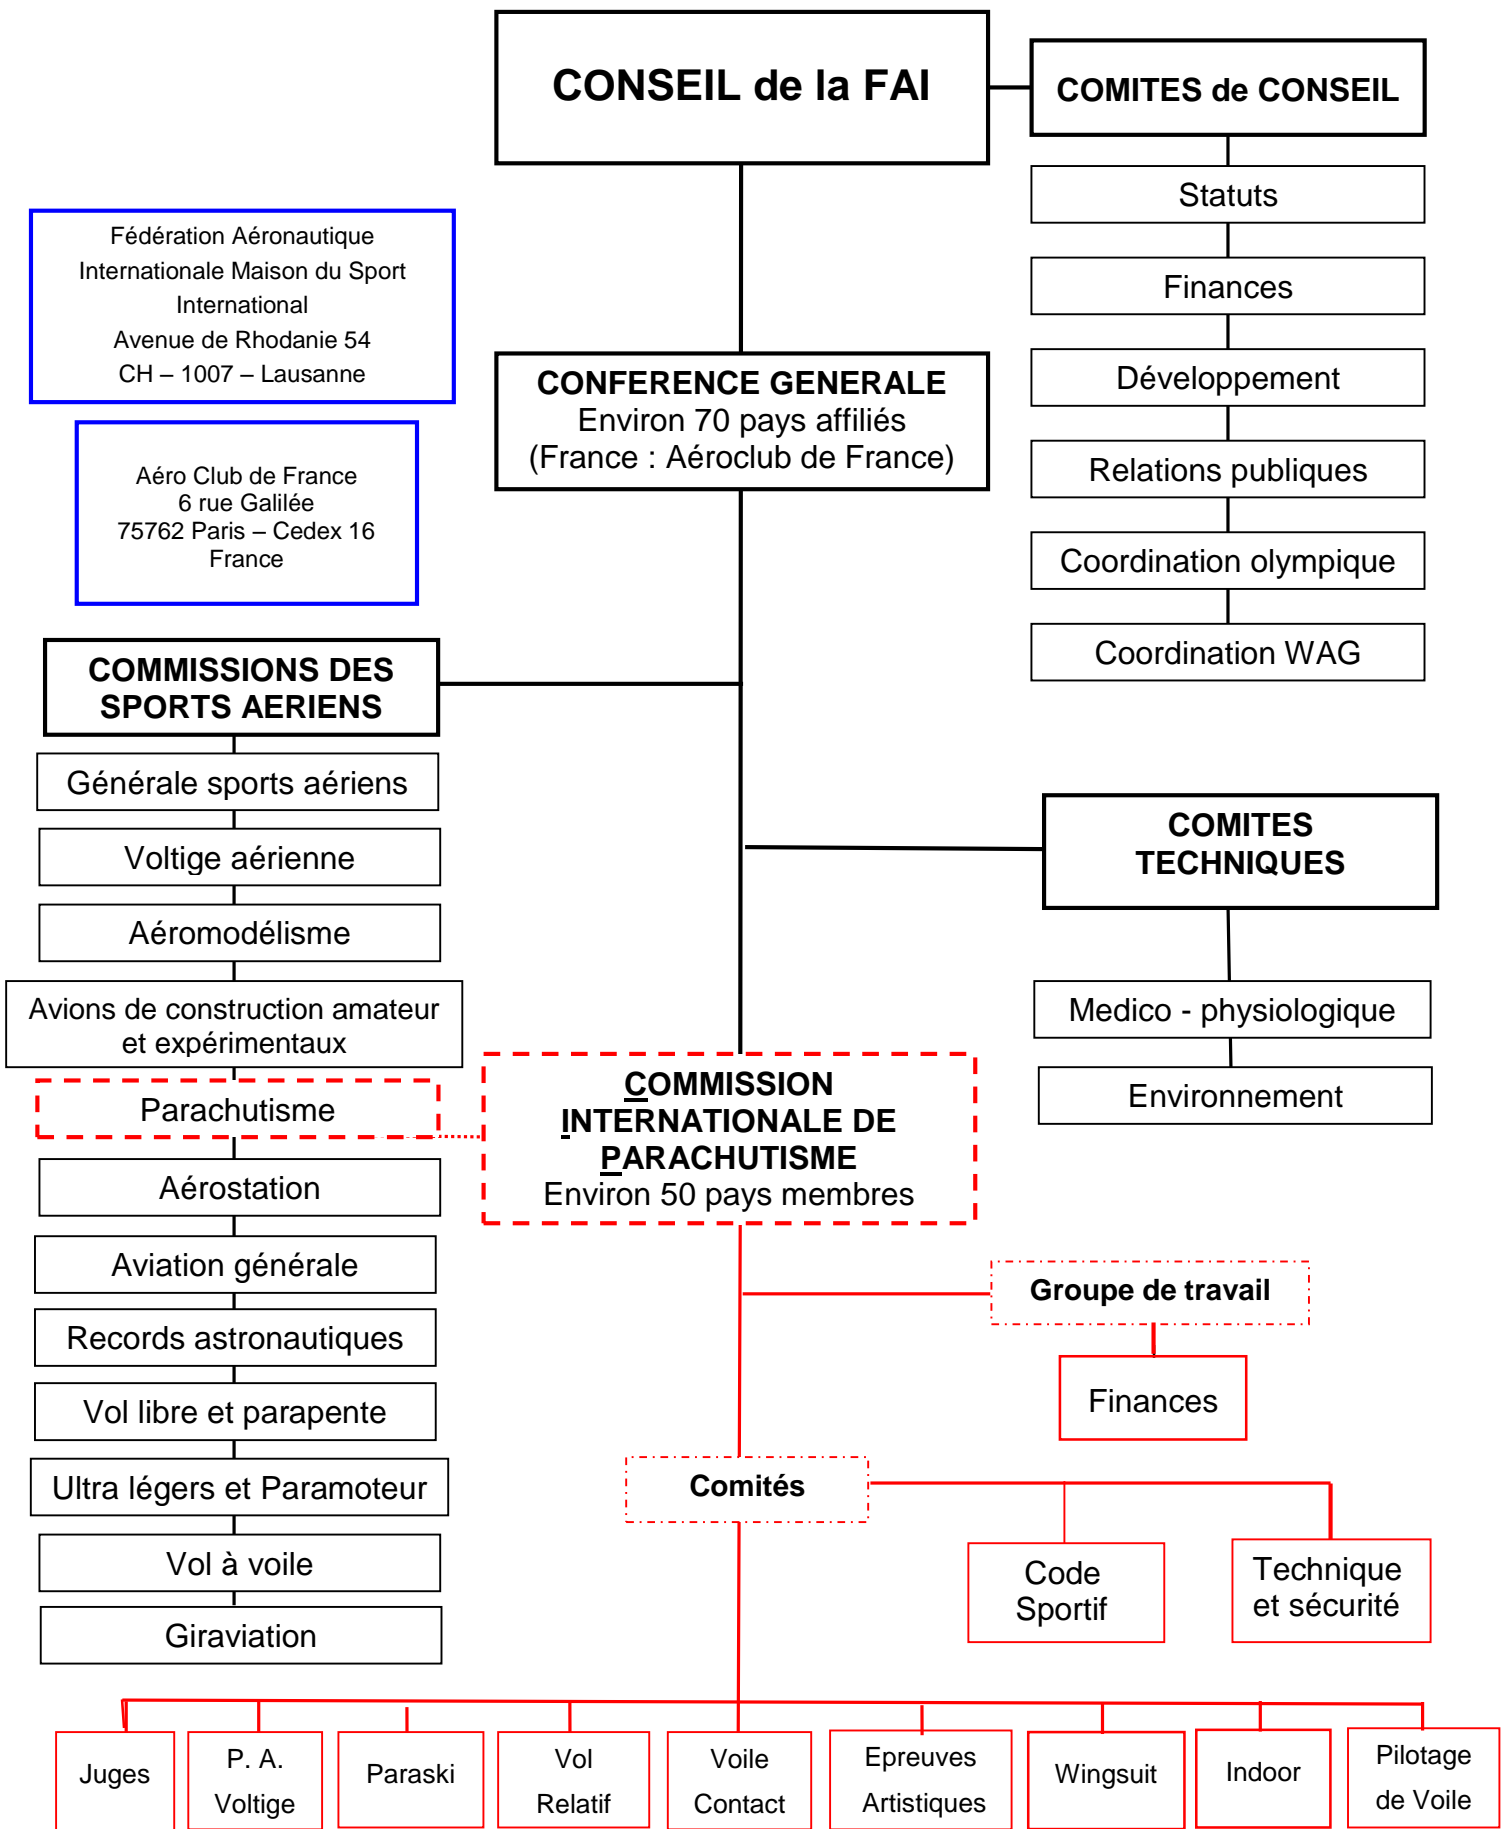 CONSEIL de la FAI
COMITES de CONSEIL
Statuts
Finances
Développement
Relations publiques
Coordination olympique
Coordination WAG
Fédération Aéronautique
Internationale Maison du Sport
International
Avenue de Rhodanie 54
CH – 1007 – Lausanne
Aéro Club de France
6 rue Galilée
75762 Paris – Cedex 16
France
CONFERENCE GENERALE
Environ 70 pays affiliés
(France : Aéroclub de France)
COMMISSIONS DES
SPORTS AERIENS
Générale sports aériens
Voltige aérienne
Aéromodélisme
Avions de construction amateur
et expérimentaux
Parachutisme
Aérostation
Aviation générale
Records astronautiques
Vol libre et parapente
Ultra légers et Paramoteur
Vol à voile
Giraviation
COMITES
TECHNIQUES
Medico - physiologique
Environnement
COMMISSION
INTERNATIONALE DE
PARACHUTISME
Environ 50 pays membres
Groupe de travail
Finances
Comités
Code
Sportif
Technique
et sécurité
Juges
P. A.
Voltige
Paraski
Vol
Relatif
Voile
Contact
Epreuves
Artistiques
Wingsuit
Indoor
Pilotage
de Voile